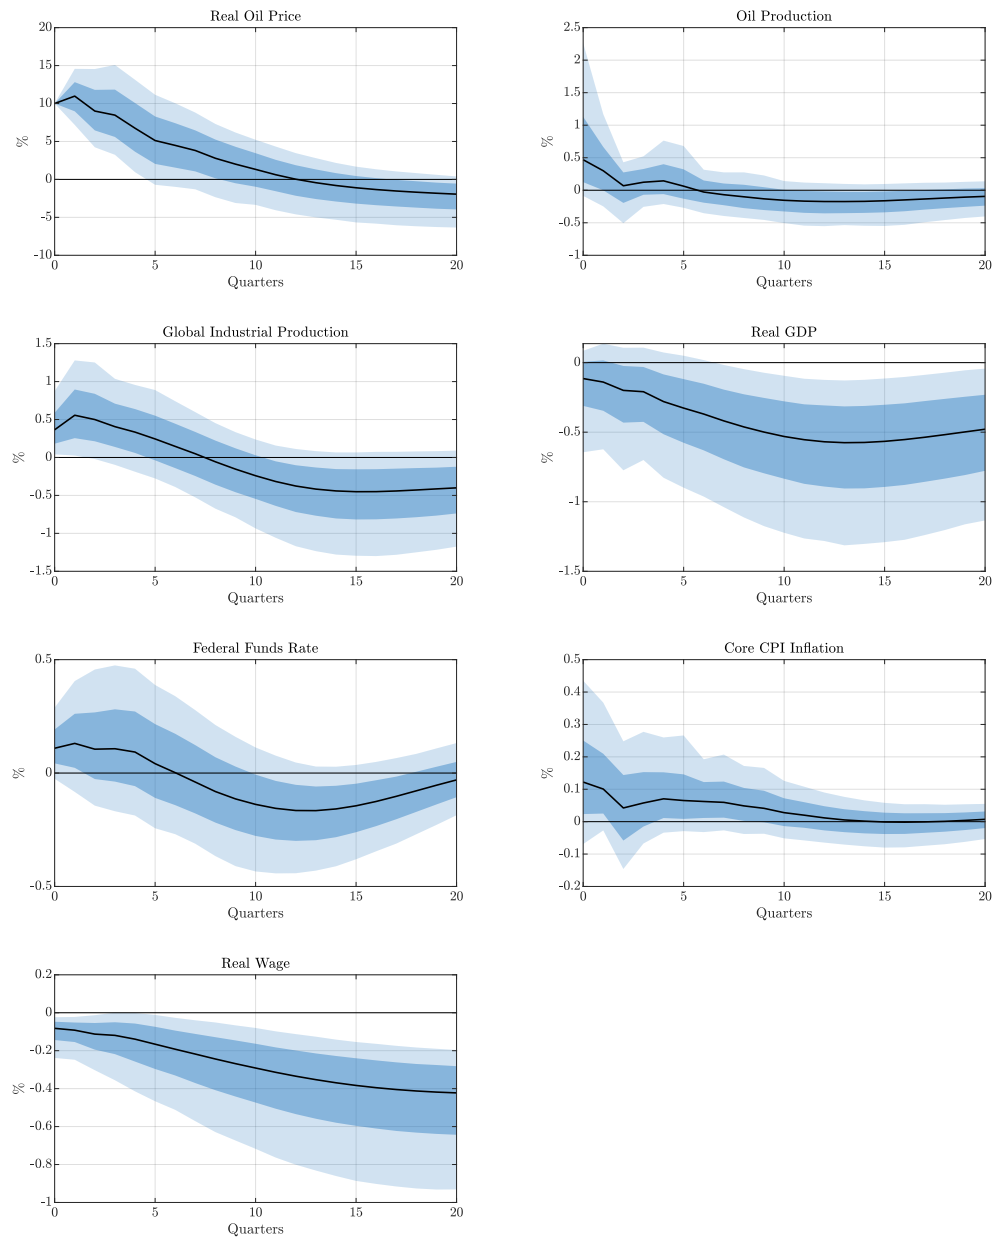 Real Oil Price
20
15
10
5
0
-5
-10
%
0 5 10 15 20
Quarters
Oil Production
2.5
2
1.5
1
0.5
0
-0.5
-1
%
0 5 10 15 20
Quarters
Global Industrial Production
1.5
1
0.5
0
-0.5
-1
-1.5
%
0 5 10 15 20
Quarters
Real GDP
0
-0.5
-1
-1.5
%
0 5 10 15 20
Quarters
Federal Funds Rate
0.5
0
-0.5
%
0 5 10 15 20
Quarters
Core CPI Inflation
0.5
0.4
0.3
0.2
0.1
0
-0.1
-0.2
%
0 5 10 15 20
Quarters
Real Wage
0.2
0
-0.2
-0.4
-0.6
-0.8
-1
%
0 5 10 15 20
Quarters